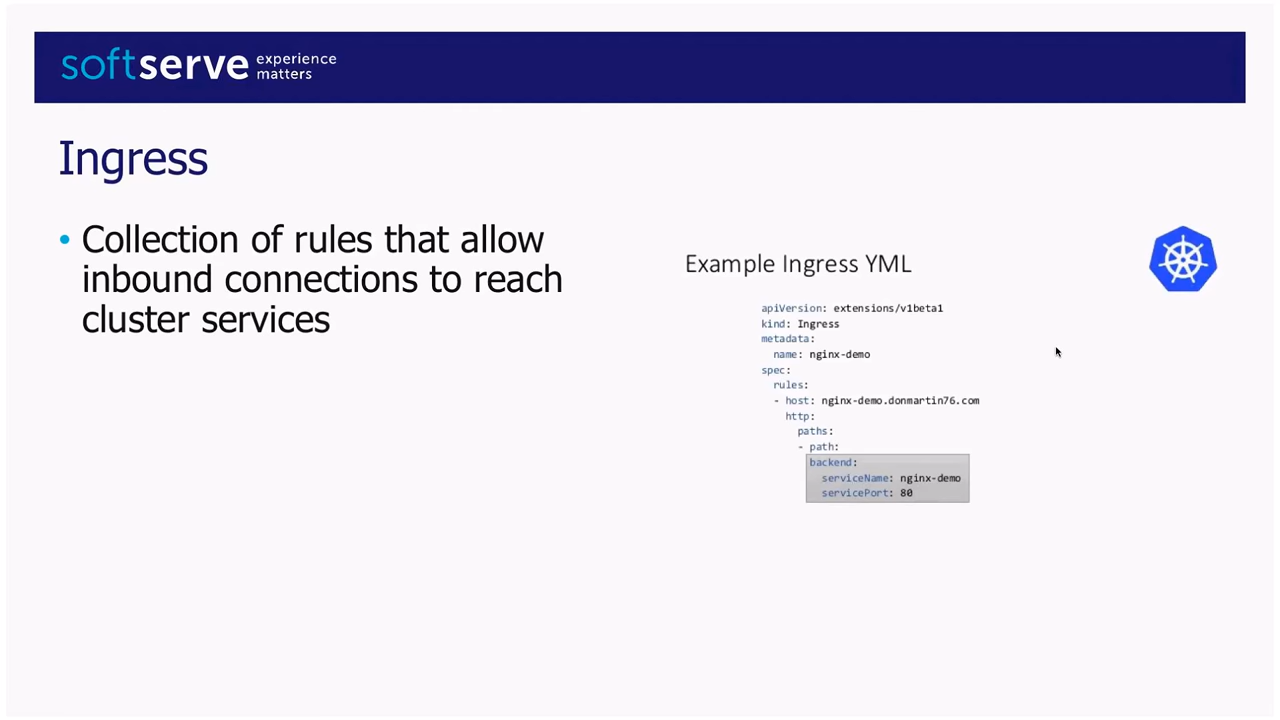 softserve experience
matters
Ingress
• Collection of rules that allow
inbound connections to reach
cluster services
Example Ingress YML
apiVersion: extensions/v1beta1
kind: Ingress
metadata:
  name: nginx-demo
spec:
  rules:
  - host: nginx-demo.donmartin76.com
    http:
      paths:
      - path:
        backend:
          serviceName: nginx-demo
          servicePort: 80